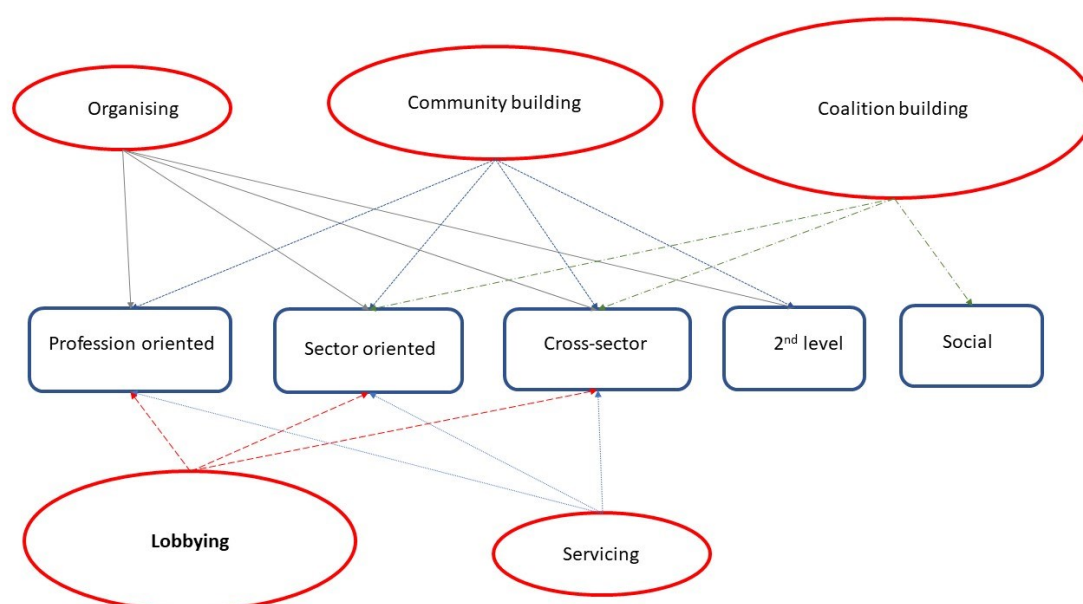 Organising
Community building
Coalition building
Profession oriented
Sector oriented
Cross-sector
2nd level
Social
Lobbying
Servicing